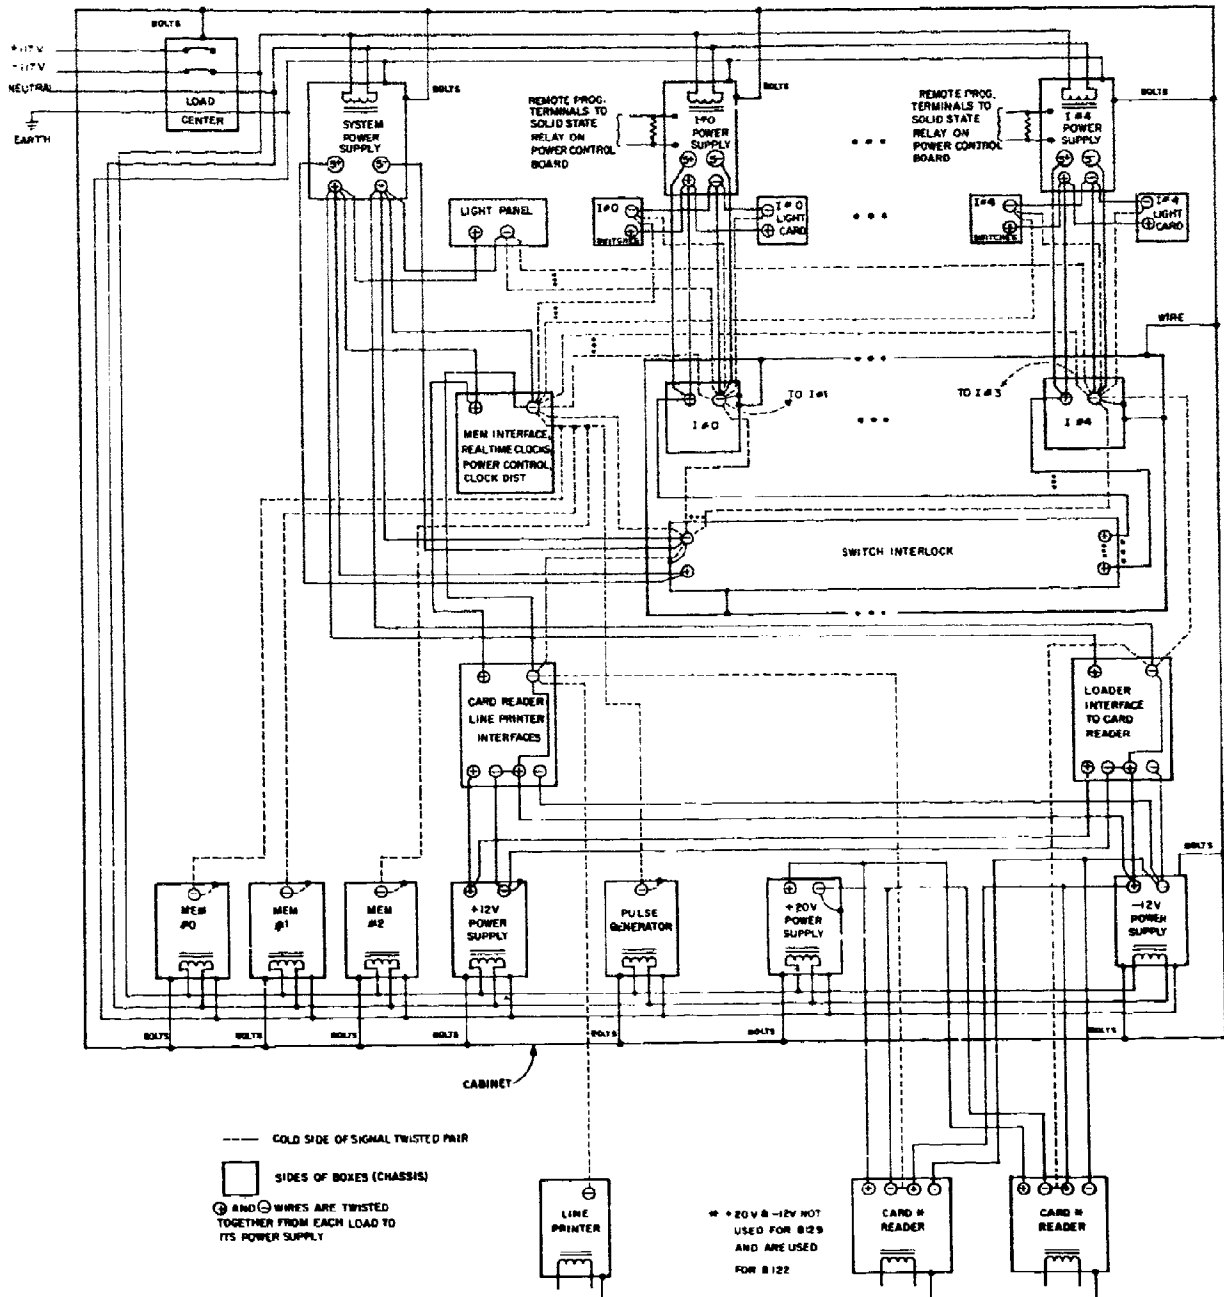 BOLTS
+117V
-117V
NEUTRAL
EARTH
LOAD
CENTER
BOLTS
SYSTEM
POWER
SUPPLY
S+ S-
REMOTE PROG.
TERMINALS TO
SOLID STATE
RELAY ON
POWER CONTROL
BOARD
BOLTS
I#0
POWER
SUPPLY
S+ S-
REMOTE PROG.
TERMINALS TO
SOLID STATE
RELAY ON
POWER CONTROL
BOARD
I #4
POWER
SUPPLY
S+ S-
BOLTS
LIGHT PANEL
I#0
SWITCHES
I#0
LIGHT
CARD
I#4
SWITCHES
I#4
LIGHT
CARD
WIRE
MEM INTERFACE,
REALTIME CLOCKS,
POWER CONTROL,
CLOCK DIST
I #0
TO I#1
TO I#3
I #4
SWITCH INTERLOCK
CARD READER
LINE PRINTER
INTERFACES
LOADER
INTERFACE
TO CARD
READER
MEM
#0
MEM
#1
MEM
#2
+12V
POWER
SUPPLY
PULSE
GENERATOR
+20V
POWER
SUPPLY
BOLTS
-12V
POWER
SUPPLY
BOLTS
BOLTS
BOLTS
BOLTS
BOLTS
BOLTS
BOLTS
CABINET
---- COLD SIDE OF SIGNAL TWISTED PAIR
SIDES OF BOXES (CHASSIS)
⊕ AND ⊖ WIRES ARE TWISTED
TOGETHER FROM EACH LOAD TO
ITS POWER SUPPLY
LINE
PRINTER
* +20V & -12V NOT
USED FOR B129
AND ARE USED
FOR B122
CARD *
READER
CARD *
READER